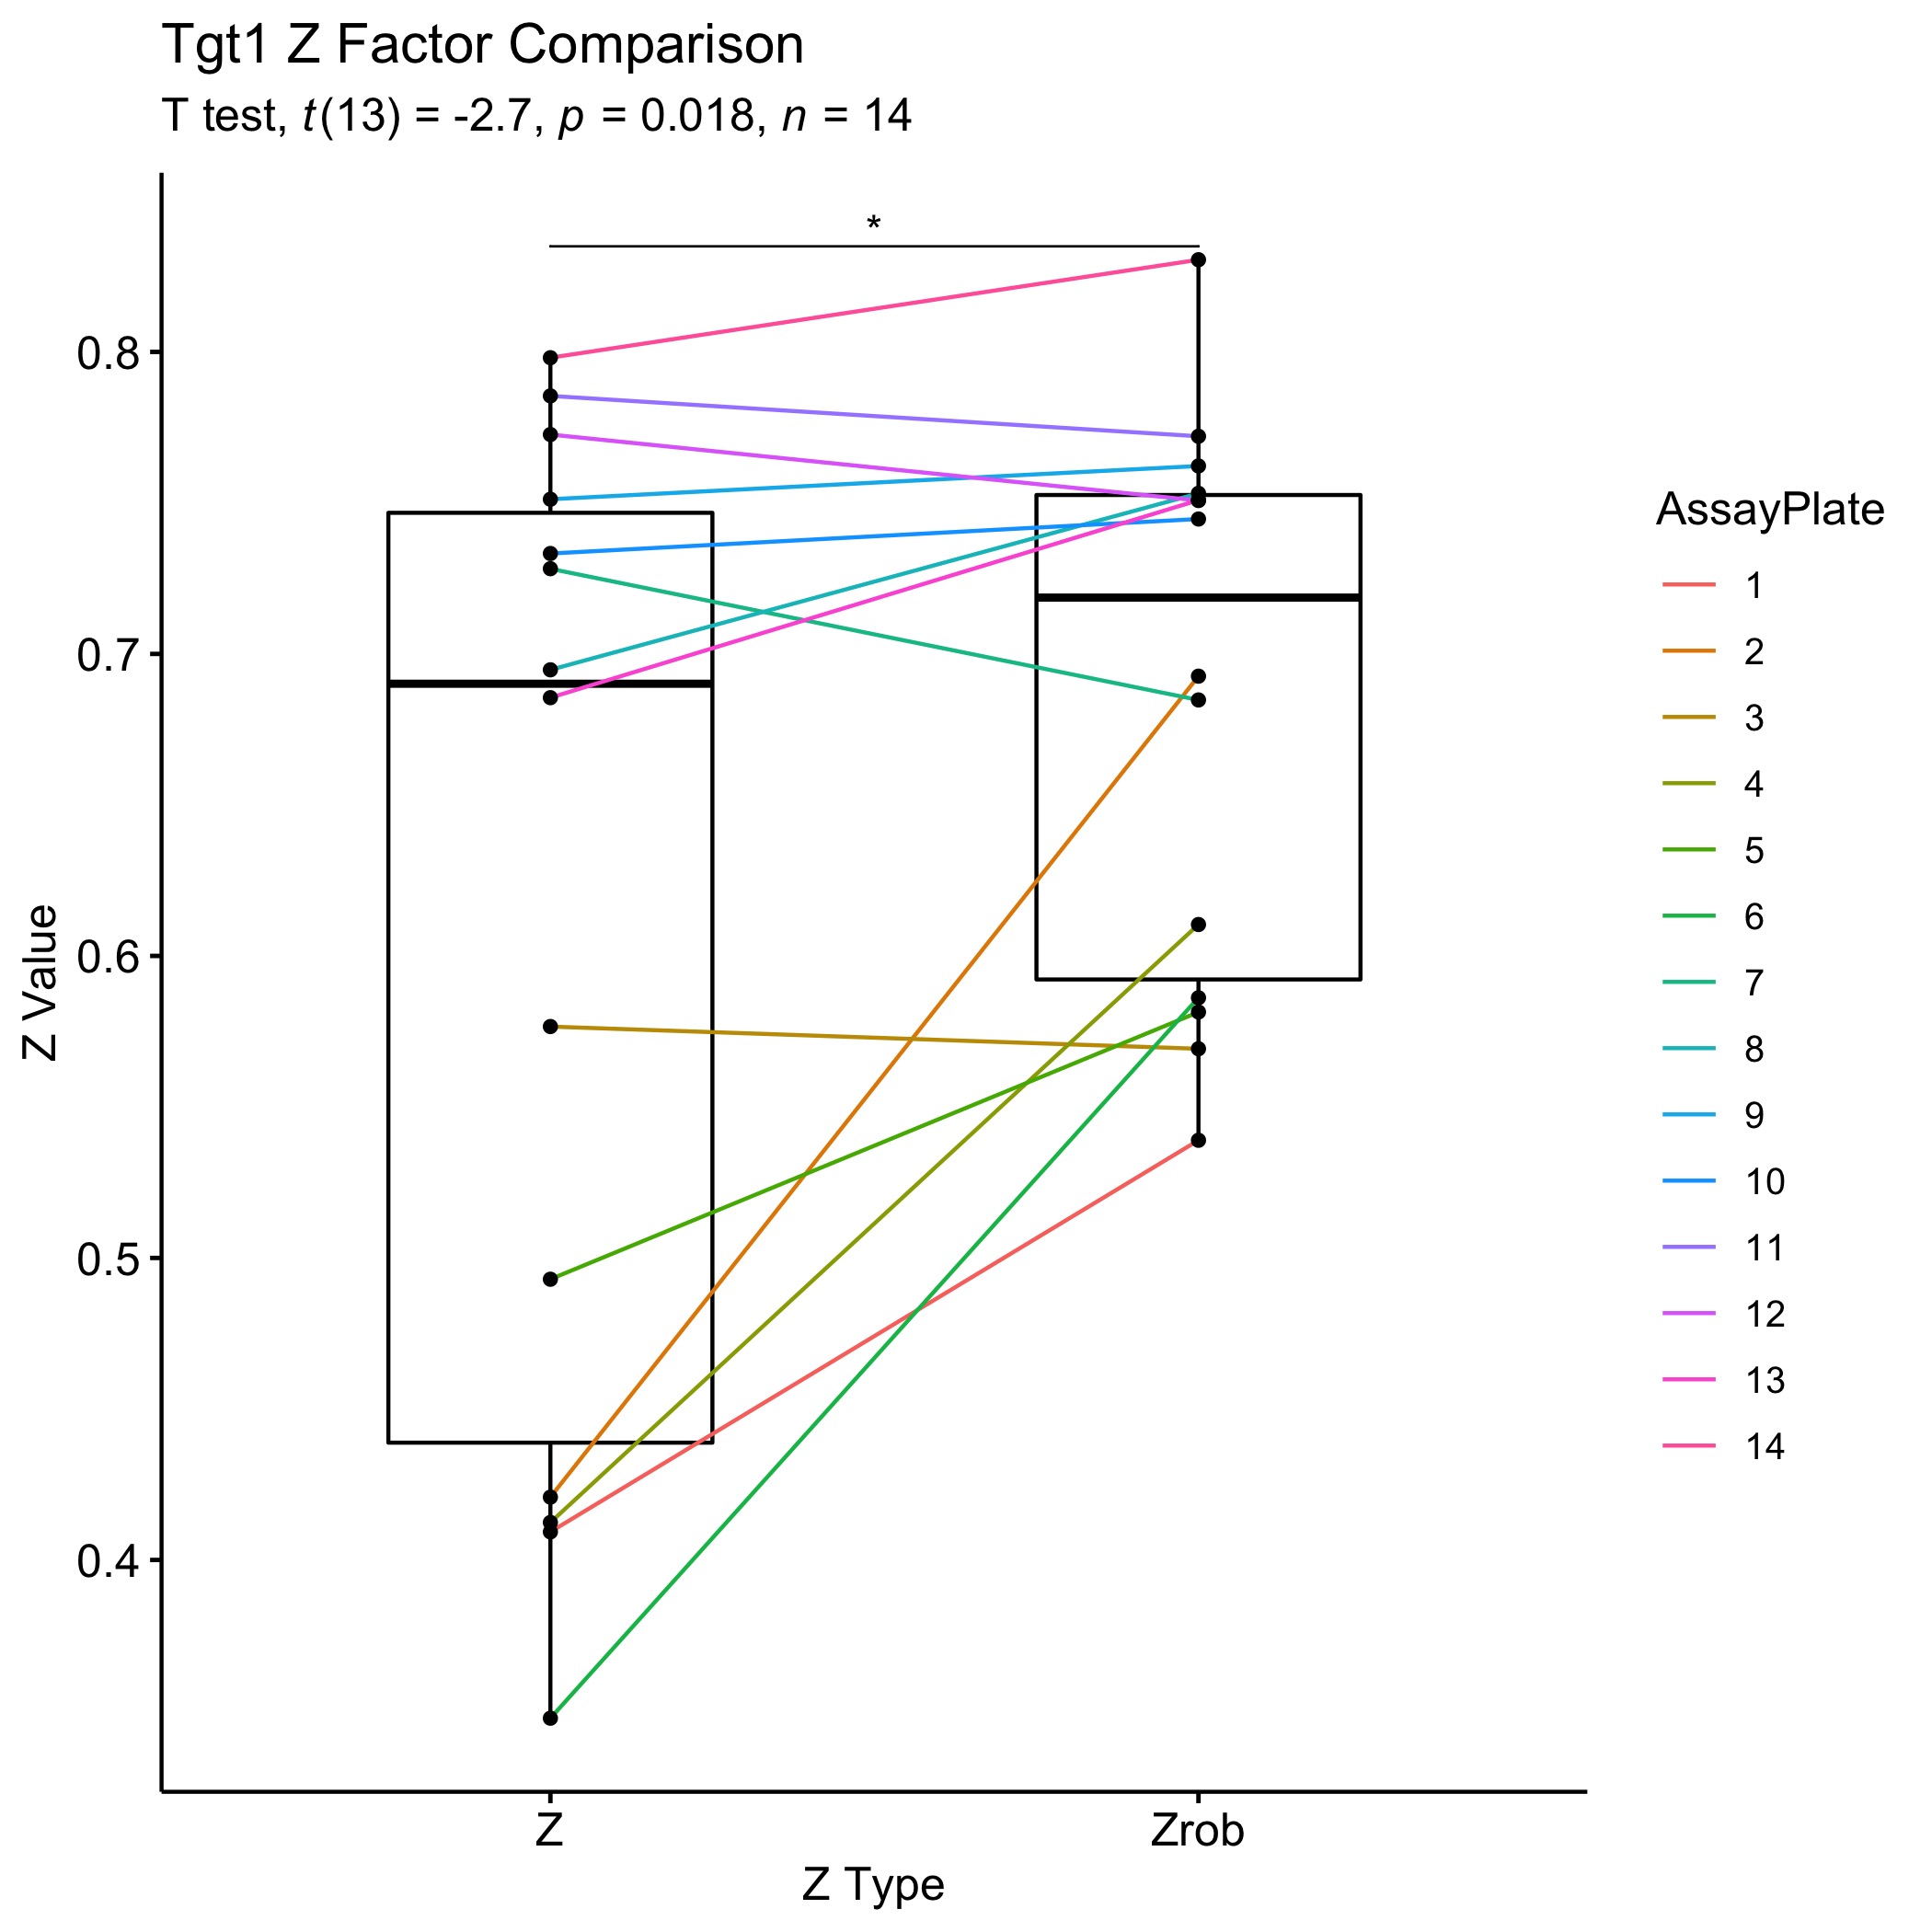 Tgt1 Z Factor Comparison
T test, t(13) = -2.7, p = 0.018, n = 14
*
0.8
0.7
0.6
0.5
0.4
Z Value
Z
Zrob
Z Type
AssayPlate
1
2
3
4
5
6
7
8
9
10
11
12
13
14